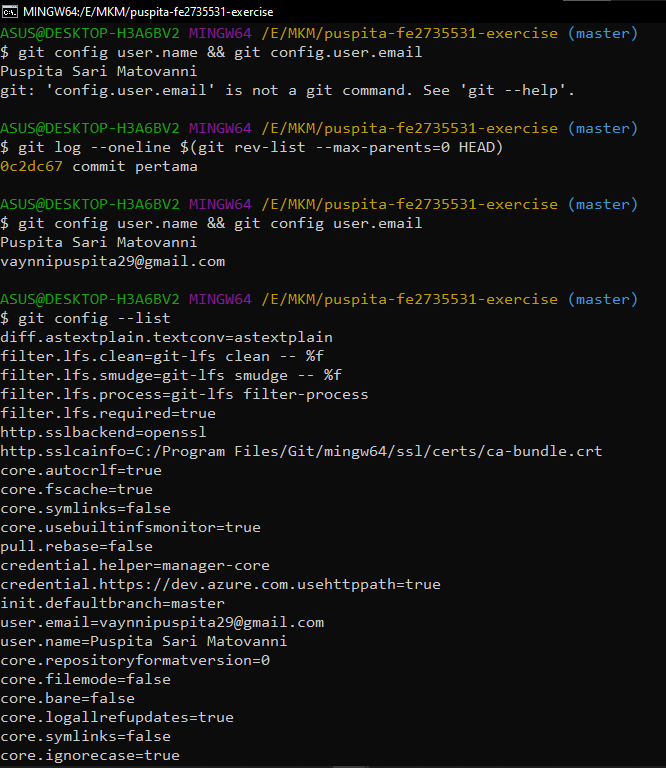 MINGW64:/E/MKM/puspita-fe2735531-exercise
ASUS@DESKTOP-H3A6BV2 MINGW64 /E/MKM/puspita-fe2735531-exercise (master)
$ git config user.name && git config.user.email
Puspita Sari Matovanni
git: 'config.user.email' is not a git command. See 'git --help'.
ASUS@DESKTOP-H3A6BV2 MINGW64 /E/MKM/puspita-fe2735531-exercise (master)
$ git log --oneline $(git rev-list --max-parents=0 HEAD)
0c2dc67 commit pertama
ASUS@DESKTOP-H3A6BV2 MINGW64 /E/MKM/puspita-fe2735531-exercise (master)
$ git config user.name && git config user.email
Puspita Sari Matovanni
vaynnipuspita29@gmail.com
ASUS@DESKTOP-H3A6BV2 MINGW64 /E/MKM/puspita-fe2735531-exercise (master)
$ git config --list
diff.astextplain.textconv=astextplain
filter.lfs.clean=git-lfs clean -- %f
filter.lfs.smudge=git-lfs smudge -- %f
filter.lfs.process=git-lfs filter-process
filter.lfs.required=true
http.sslbackend=openssl
http.sslcainfo=C:/Program Files/Git/mingw64/ssl/certs/ca-bundle.crt
core.autocrlf=true
core.fscache=true
core.symlinks=false
core.usebuiltinfsmonitor=true
pull.rebase=false
credential.helper=manager-core
credential.https://dev.azure.com.usehttppath=true
init.defaultbranch=master
user.email=vaynnipuspita29@gmail.com
user.name=Puspita Sari Matovanni
core.repositoryformatversion=0
core.filemode=false
core.bare=false
core.logallrefupdates=true
core.symlinks=false
core.ignorecase=true